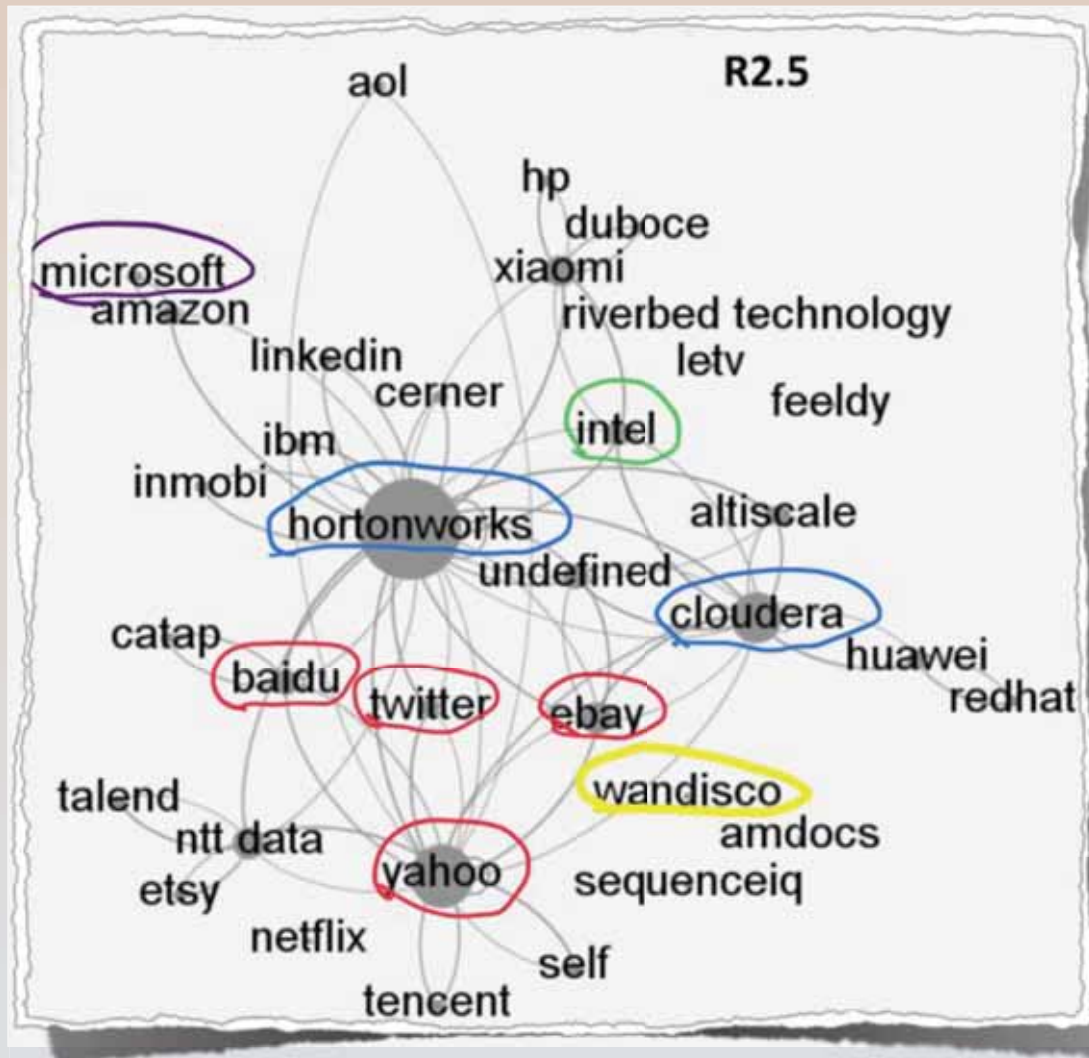 R2.5
aol
hp
duboce
xiaomi
microsoft
amazon
riverbed technology
linkedin
letv
cerner
feeldy
intel
ibm
inmobi
hortonworks
altiscale
undefined
cloudera
catap
huawei
baidu
redhat
twitter
ebay
wandisco
talend
amdocs
ntt data
yahoo
sequenceiq
etsy
netflix
self
tencent